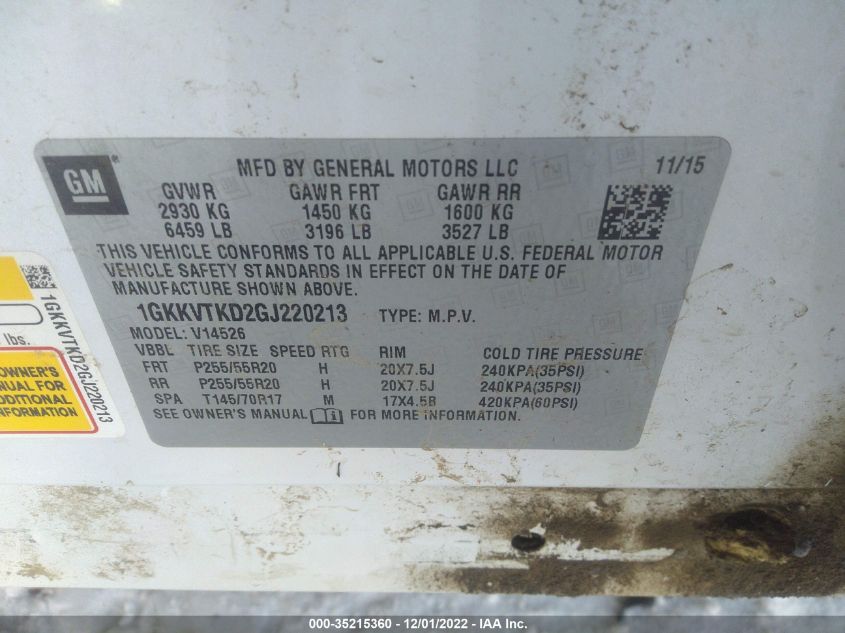 GM
MFD BY GENERAL MOTORS LLC 11/15
GVWR GAWR FRT GAWR RR
2930 KG 1450 KG 1600 KG
6459 LB 3196 LB 3527 LB
THIS VEHICLE CONFORMS TO ALL APPLICABLE U.S. FEDERAL MOTOR
VEHICLE SAFETY STANDARDS IN EFFECT ON THE DATE OF
MANUFACTURE SHOWN ABOVE.
1GKKVTKD2GJ220213 TYPE: M.P.V.
MODEL: V14526
VBBL TIRE SIZE SPEED RTG RIM COLD TIRE PRESSURE
FRT P255/55R20 H 20X7.5J 240KPA(35PSI)
RR P255/55R20 H 20X7.5J 240KPA(35PSI)
SPA T145/70R17 M 17X4.5B 420KPA(60PSI)
SEE OWNER'S MANUAL FOR MORE INFORMATION.
lbs.
OWNER'S
MANUAL FOR
ADDITIONAL
INFORMATION
1GKKVTKD2GJ220213
000-35215360 - 12/01/2022 - IAA Inc.